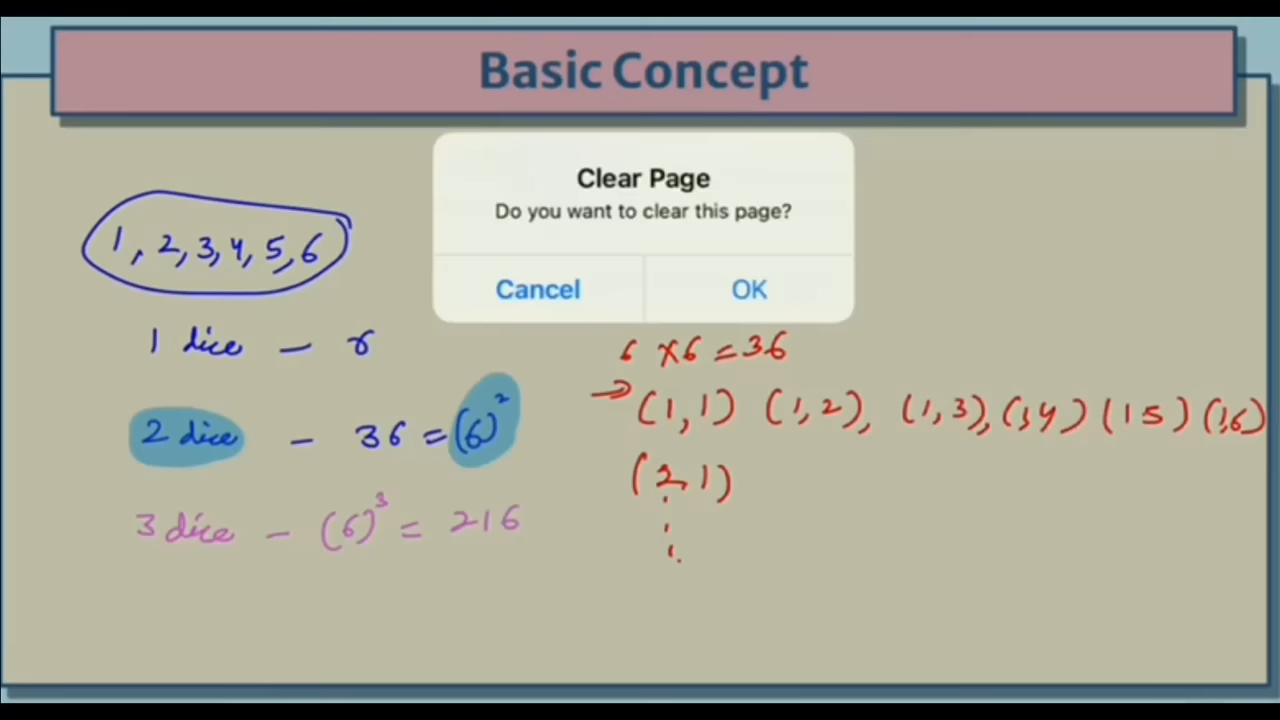 Basic Concept
Clear Page
Do you want to clear this page?
Cancel
OK
1, 2, 3, 4, 5, 6
1 dice - 6
2 dice - 36 = (6)²
3 dice - (6)³ = 216
6 × 6 = 36
→ (1,1) (1,2), (1,3), (1,4) (1 5) (1,6)
(2,1)